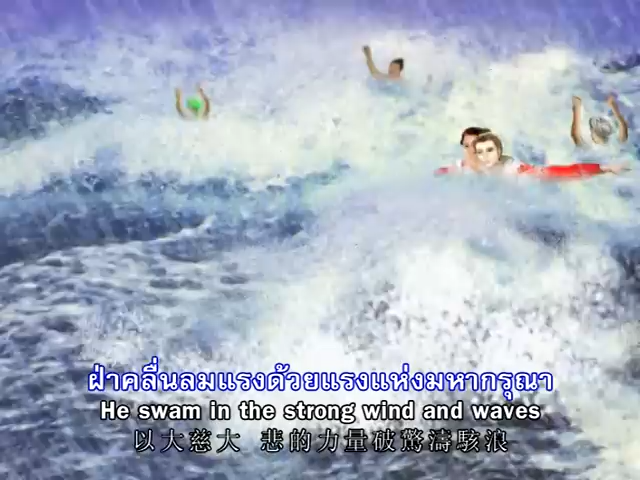 ฝ่าคลื่นลมแรงด้วยแรงแห่งมหากรุณา
He swam in the strong wind and waves
以大慈大 悲的力量破驚濤駭浪